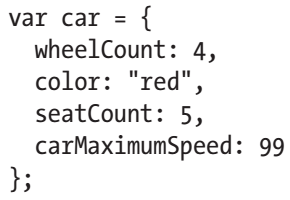 var car = {
  wheelCount: 4,
  color: "red",
  seatCount: 5,
  carMaximumSpeed: 99
};